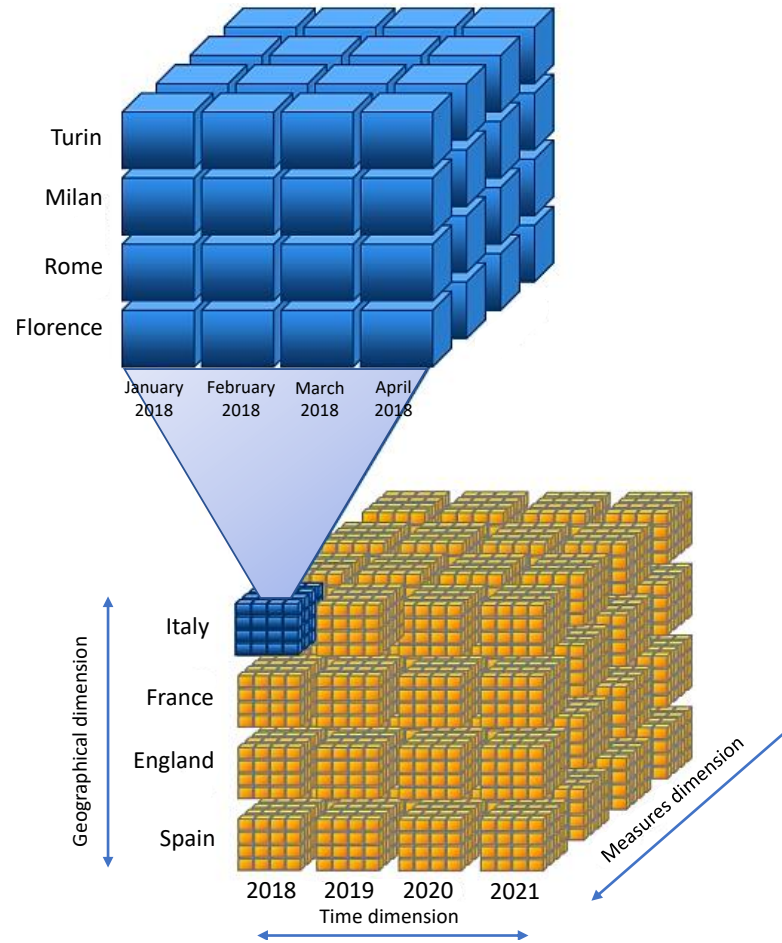 Turin
Milan
Rome
Florence
January February March April
2018 2018 2018 2018
Italy
France
England
Spain
Geographical dimension
Measures dimension
2018 2019 2020 2021
Time dimension